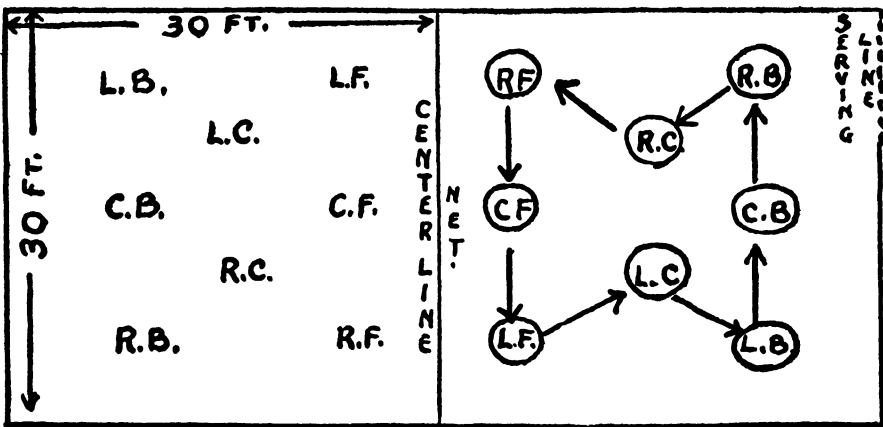 30 FT.
30 FT.
L.B.
L.F.
L.C.
C.B.
C.F.
R.C.
R.B.
R.F.
CENTER LINE
NET.
RF
R.B.
R.C.
CF
C.B
L.C
L.F.
L.B.
SERVING
LINE